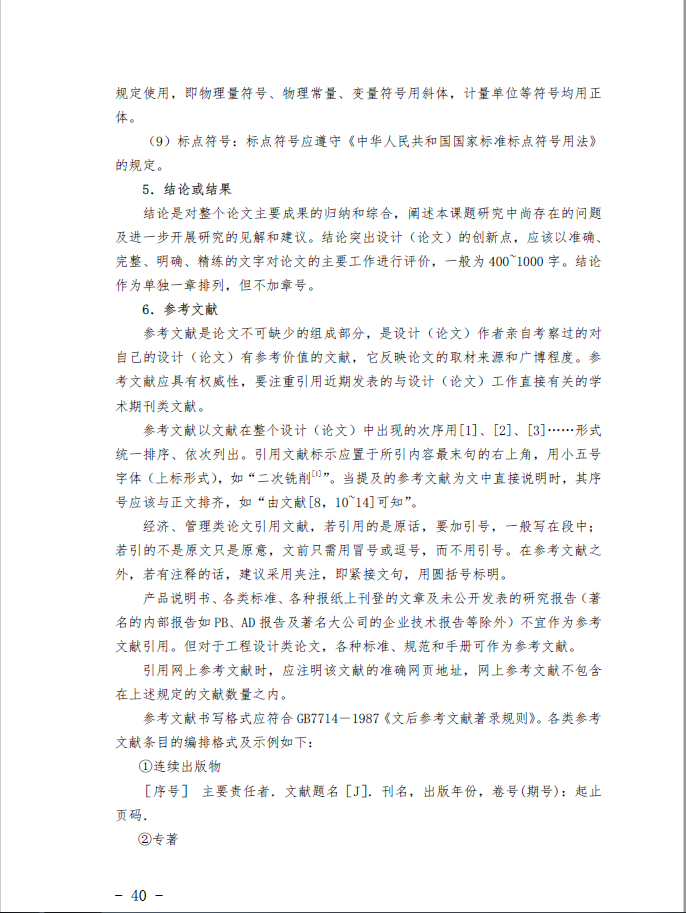 规定使用，即物理量符号、物理常量、变量符号用斜体，计量单位等符号均用正
体。
（9）标点符号：标点符号应遵守《中华人民共和国国家标准标点符号用法》
的规定。
5．结论或结果
结论是对整个论文主要成果的归纳和综合，阐述本课题研究中尚存在的问题
及进一步开展研究的见解和建议。结论突出设计（论文）的创新点，应该以准确、
完整、明确、精练的文字对论文的主要工作进行评价，一般为 400~1000 字。结论
作为单独一章排列，但不加章号。
6．参考文献
参考文献是论文不可缺少的组成部分，是设计（论文）作者亲自考察过的对
自己的设计（论文）有参考价值的文献，它反映论文的取材来源和广博程度。参
考文献应具有权威性，要注重引用近期发表的与设计（论文）工作直接有关的学
术期刊类文献。
参考文献以文献在整个设计（论文）中出现的次序用[1]、[2]、[3]……形式
统一排序、依次列出。引用文献标示应置于所引内容最末句的右上角，用小五号
字体（上标形式），如“二次铣削[1]”。当提及的参考文献为文中直接说明时，其序
号应该与正文排齐，如“由文献[8，10~14]可知”。
经济、管理类论文引用文献，若引用的是原话，要加引号，一般写在段中；
若引的不是原文只是原意，文前只需用冒号或逗号，而不用引号。在参考文献之
外，若有注释的话，建议采用夹注，即紧接文句，用圆括号标明。
产品说明书、各类标准、各种报纸上刊登的文章及未公开发表的研究报告（著
名的内部报告如 PB、AD 报告及著名大公司的企业技术报告等除外）不宜作为参考
文献引用。但对于工程设计类论文，各种标准、规范和手册可作为参考文献。
引用网上参考文献时，应注明该文献的准确网页地址，网上参考文献不包含
在上述规定的文献数量之内。
参考文献书写格式应符合 GB7714－1987《文后参考文献著录规则》。各类参考
文献条目的编排格式及示例如下：
①连续出版物
［序号］ 主要责任者．文献题名［J］．刊名，出版年份，卷号(期号)：起止
页码．
②专著
- 40 -